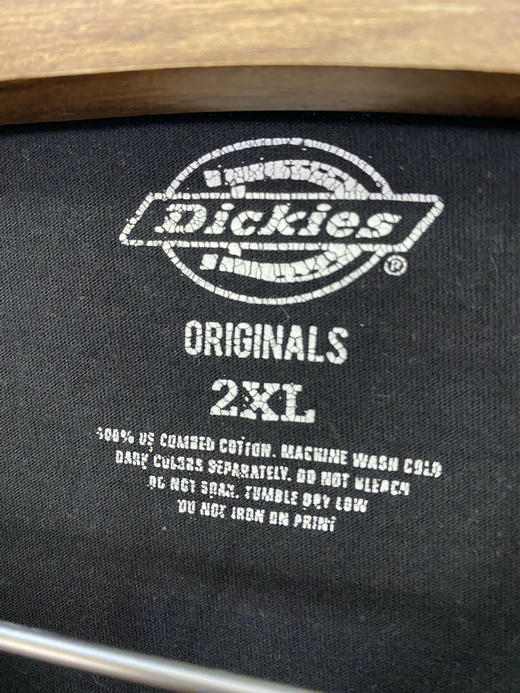 Dickies®
ORIGINALS
2XL
100% US COMBED COTTON. MACHINE WASH COLD
DARK COLORS SEPARATELY. DO NOT BLEACH
DO NOT SOAK. TUMBLE DRY LOW
DO NOT IRON ON PRINT